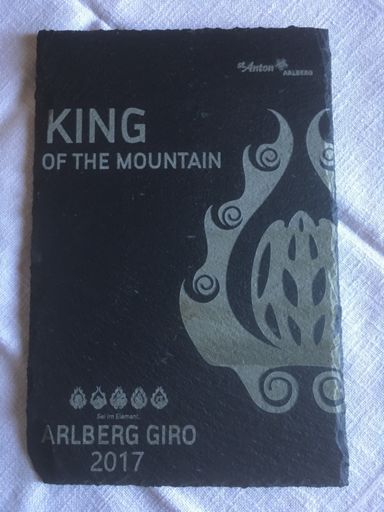 St.Anton
ARLBERG
KING
OF THE MOUNTAIN
Sei im Element.
ARLBERG GIRO
2017